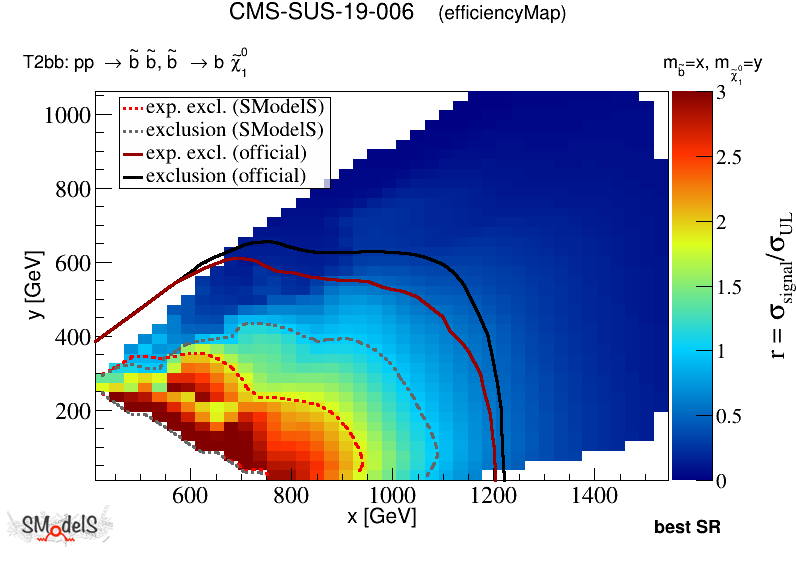 CMS-SUS-19-006 (efficiencyMap)
T2bb: pp → b̃ b̃, b̃ → b χ̃₁⁰
m_b̃=x, m_χ̃₁⁰=y
exp. excl. (SModelS)
exclusion (SModelS)
exp. excl. (official)
exclusion (official)
1000
800
600
400
200
y [GeV]
600 800 1000 1200 1400
x [GeV]
3
2.5
2
1.5
1
0.5
0
r = σ_signal/σ_UL
SModelS
best SR